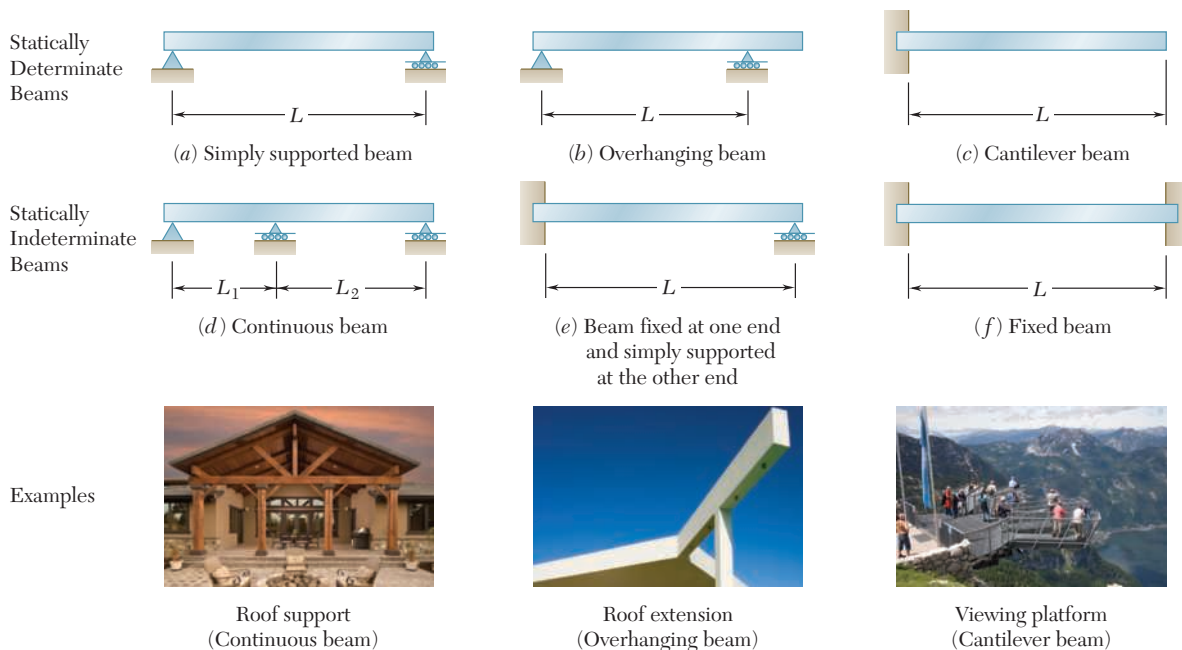 Statically
Determinate
Beams
L
(a) Simply supported beam
L
(b) Overhanging beam
L
(c) Cantilever beam
Statically
Indeterminate
Beams
L1
L2
(d) Continuous beam
L
(e) Beam fixed at one end
and simply supported
at the other end
L
(f) Fixed beam
Examples
Roof support
(Continuous beam)
Roof extension
(Overhanging beam)
Viewing platform
(Cantilever beam)